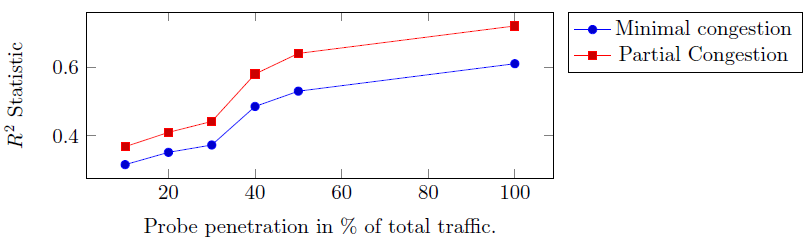 Minimal congestion
Partial Congestion
R² Statistic
0.6
0.4
20 40 60 80 100
Probe penetration in % of total traffic.